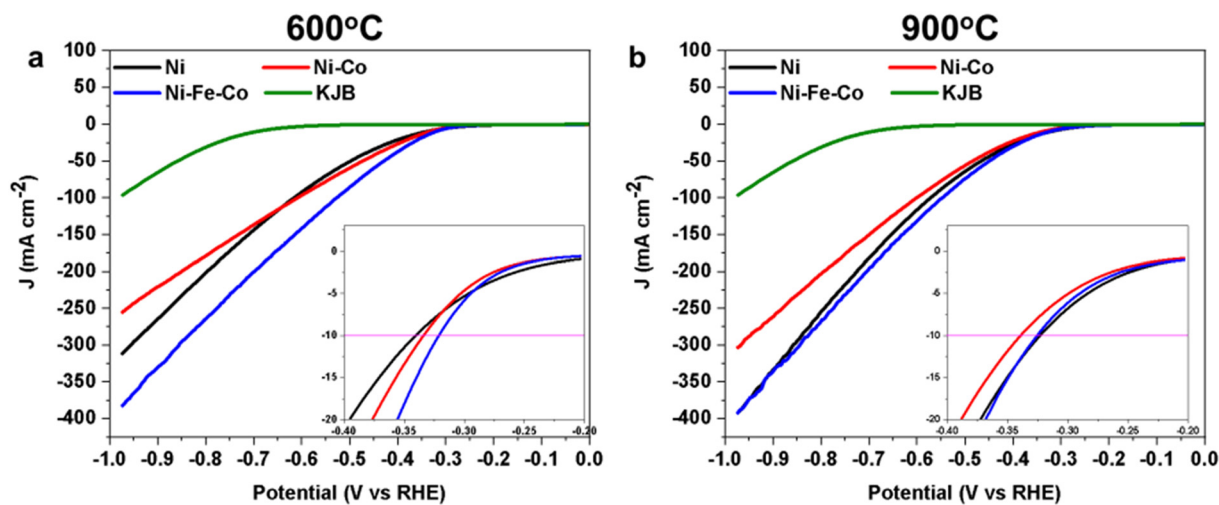 600°C
a
Ni
Ni-Co
Ni-Fe-Co
KJB
100
50
0
-50
-100
-150
-200
-250
-300
-350
-400
J (mA cm-2)
-1.0 -0.9 -0.8 -0.7 -0.6 -0.5 -0.4 -0.3 -0.2 -0.1 0.0
Potential (V vs RHE)
0
-5
-10
-15
-20
-0.40 -0.35 -0.30 -0.25 -0.20
900°C
b
Ni
Ni-Co
Ni-Fe-Co
KJB
100
50
0
-50
-100
-150
-200
-250
-300
-350
-400
J (mA cm-2)
-1.0 -0.9 -0.8 -0.7 -0.6 -0.5 -0.4 -0.3 -0.2 -0.1 0.0
Potential (V vs RHE)
0
-5
-10
-15
-20
-0.40 -0.35 -0.30 -0.25 -0.20